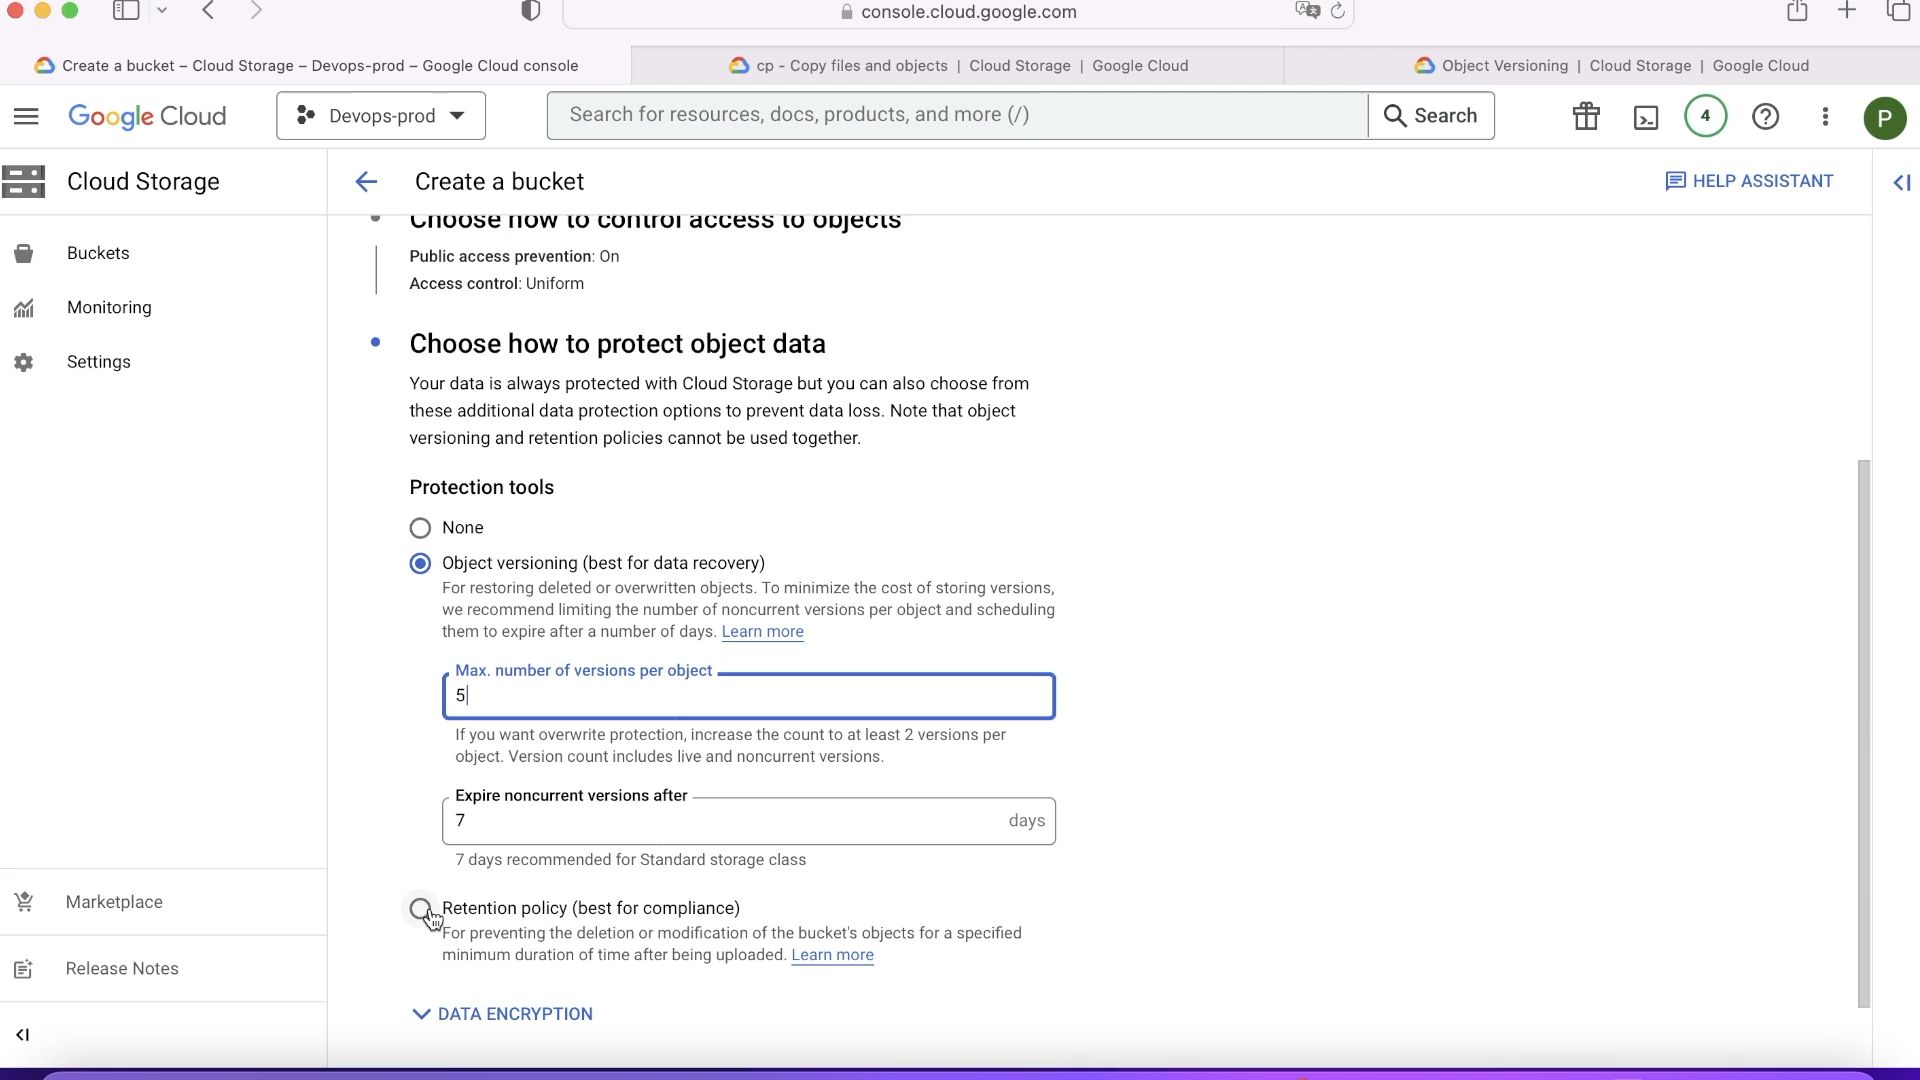 console.cloud.google.com
Create a bucket – Cloud Storage – Devops-prod – Google Cloud console
cp - Copy files and objects | Cloud Storage | Google Cloud
Object Versioning | Cloud Storage | Google Cloud
Google Cloud
Devops-prod
Search for resources, docs, products, and more (/)
Search
4
P
Cloud Storage
Create a bucket
HELP ASSISTANT
Buckets
Monitoring
Settings
Marketplace
Release Notes
Choose how to control access to objects
Public access prevention: On
Access control: Uniform
Choose how to protect object data
Your data is always protected with Cloud Storage but you can also choose from
these additional data protection options to prevent data loss. Note that object
versioning and retention policies cannot be used together.
Protection tools
None
Object versioning (best for data recovery)
For restoring deleted or overwritten objects. To minimize the cost of storing versions,
we recommend limiting the number of noncurrent versions per object and scheduling
them to expire after a number of days. Learn more
Max. number of versions per object
5
If you want overwrite protection, increase the count to at least 2 versions per
object. Version count includes live and noncurrent versions.
Expire noncurrent versions after
7 days
7 days recommended for Standard storage class
Retention policy (best for compliance)
For preventing the deletion or modification of the bucket's objects for a specified
minimum duration of time after being uploaded. Learn more
DATA ENCRYPTION